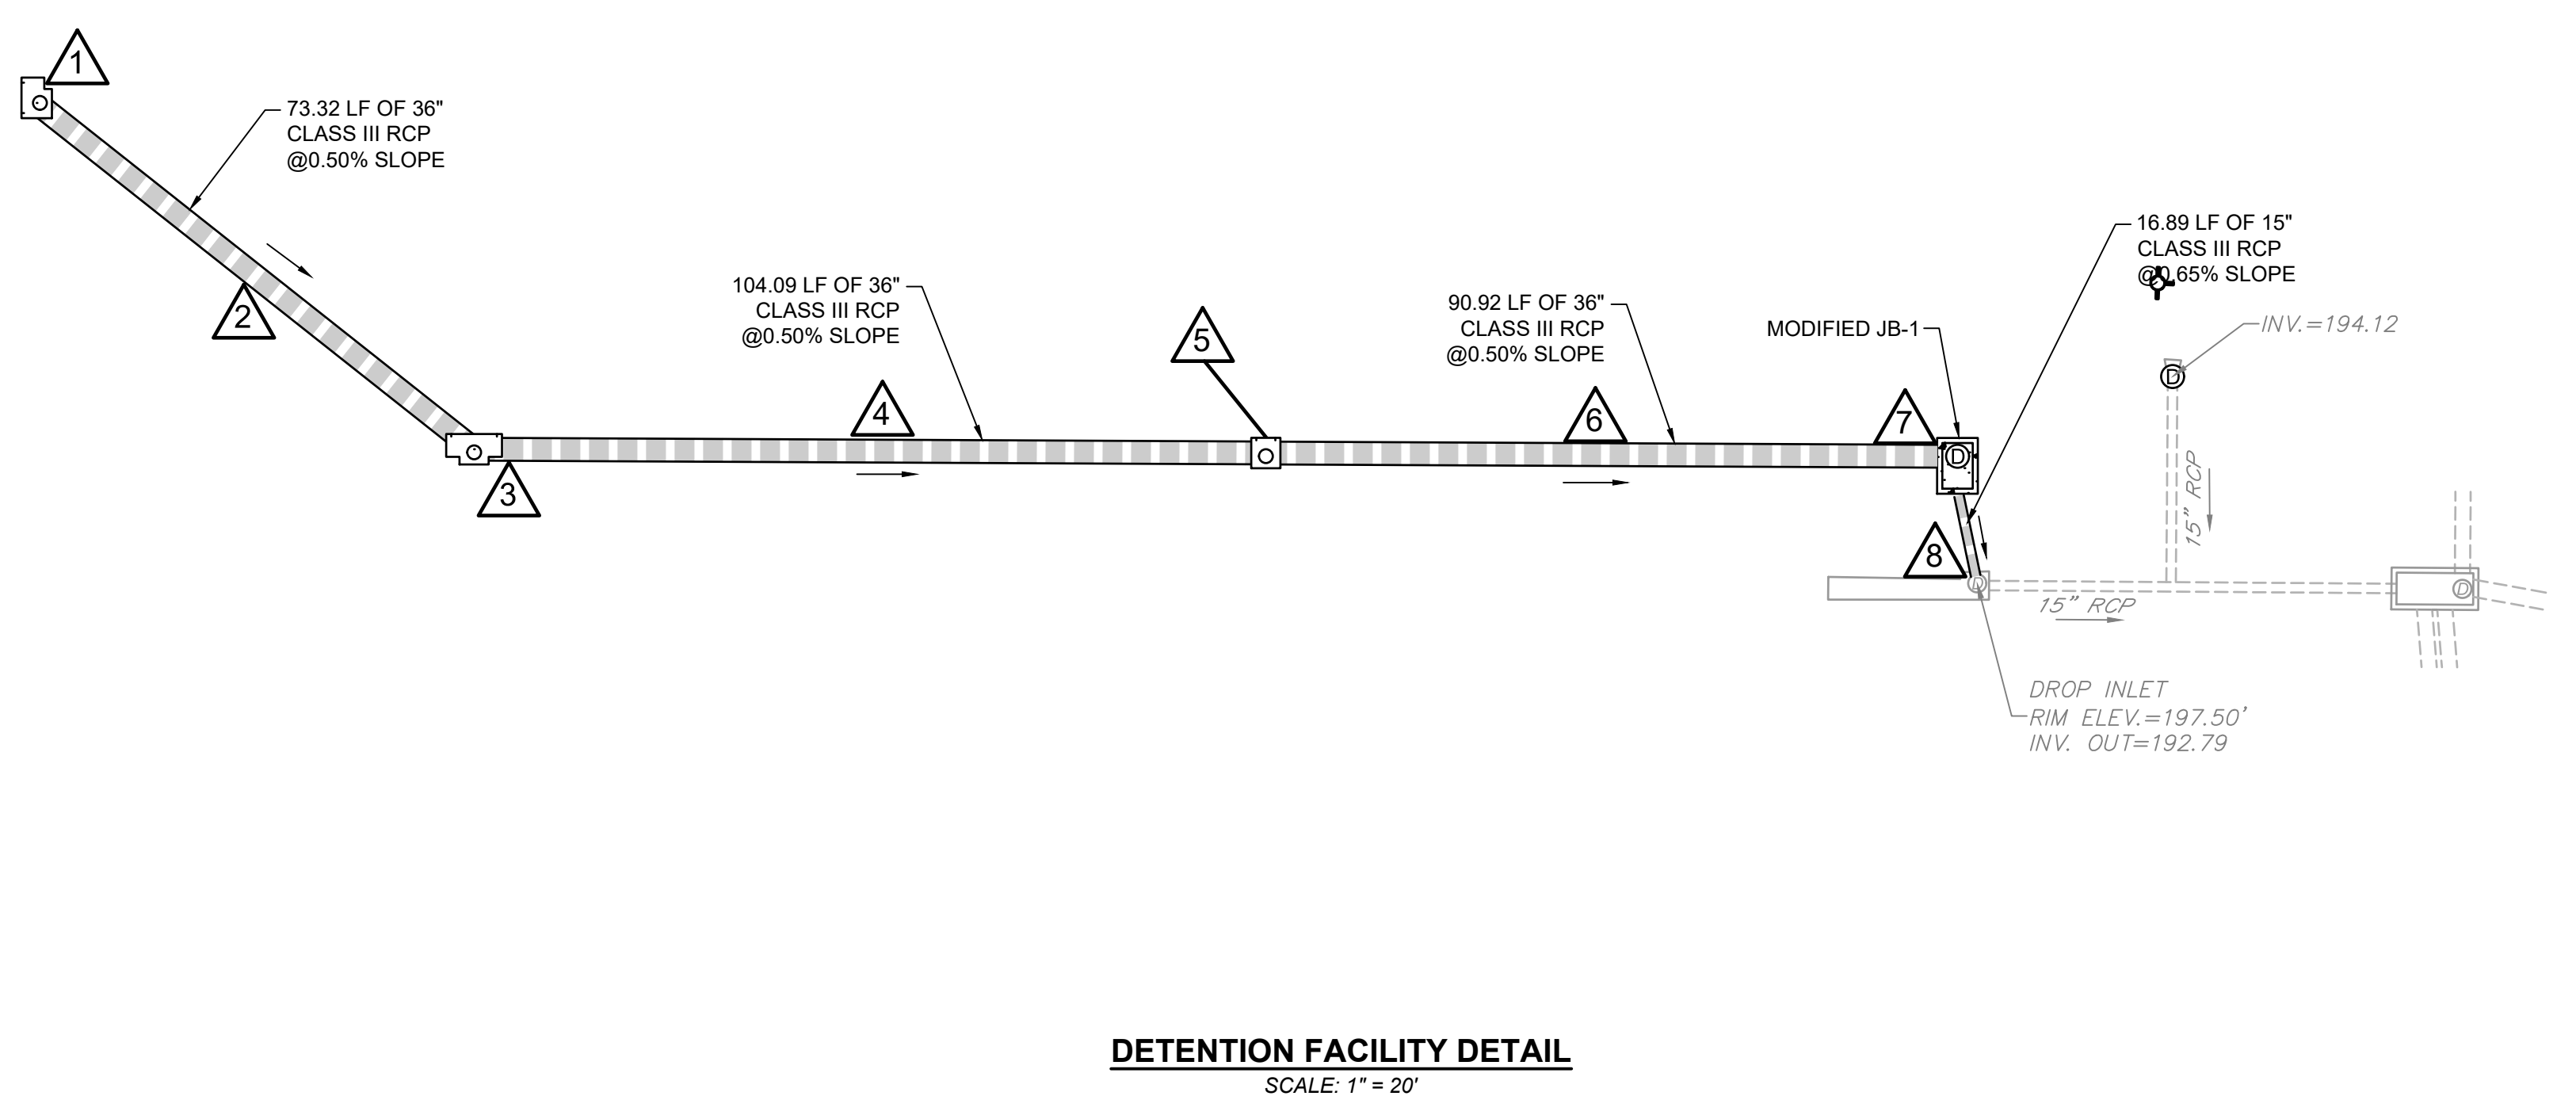 1
73.32 LF OF 36"
CLASS III RCP
@0.50% SLOPE
2
3
104.09 LF OF 36"
CLASS III RCP
@0.50% SLOPE
4
5
90.92 LF OF 36"
CLASS III RCP
@0.50% SLOPE
6
MODIFIED JB-1
7
D
16.89 LF OF 15"
CLASS III RCP
@0.65% SLOPE
INV.=194.12
D
15" RCP
8
D
15" RCP
D
DROP INLET
RIM ELEV.=197.50'
INV. OUT=192.79
DETENTION FACILITY DETAIL
SCALE: 1" = 20'